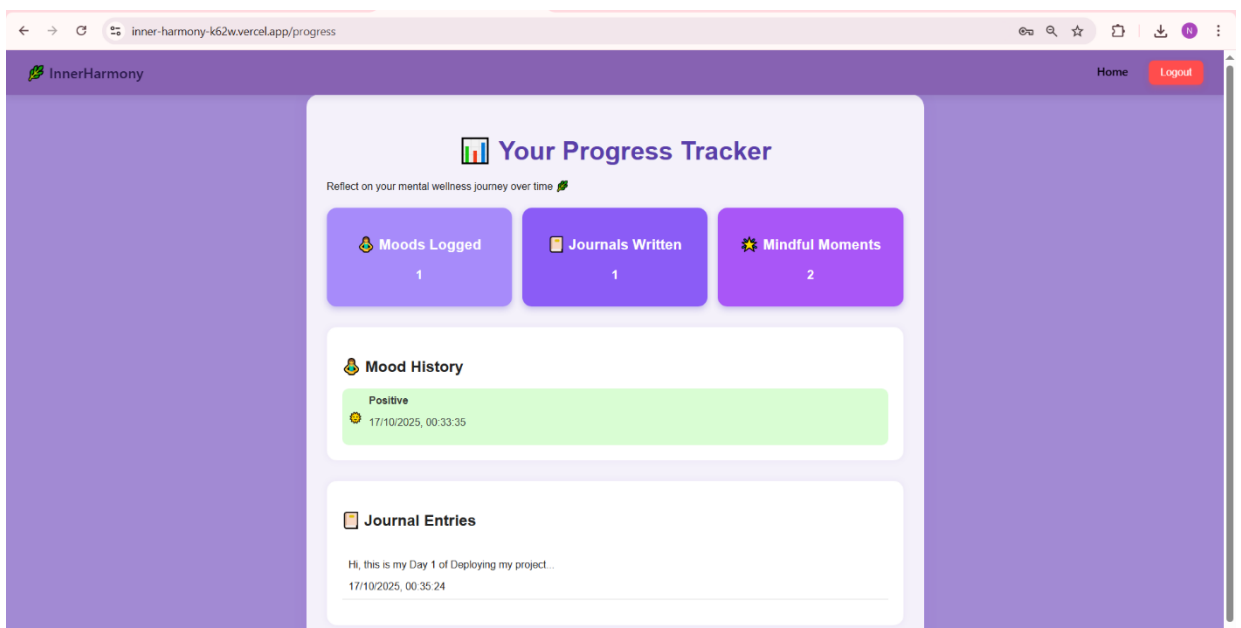 inner-harmony-k62w.vercel.app/progress
N
InnerHarmony
Home
Logout
Your Progress Tracker
Reflect on your mental wellness journey over time
Moods Logged
1
Journals Written
1
Mindful Moments
2
Mood History
Positive
17/10/2025, 00:33:35
Journal Entries
Hi, this is my Day 1 of Deploying my project...
17/10/2025, 00:35:24